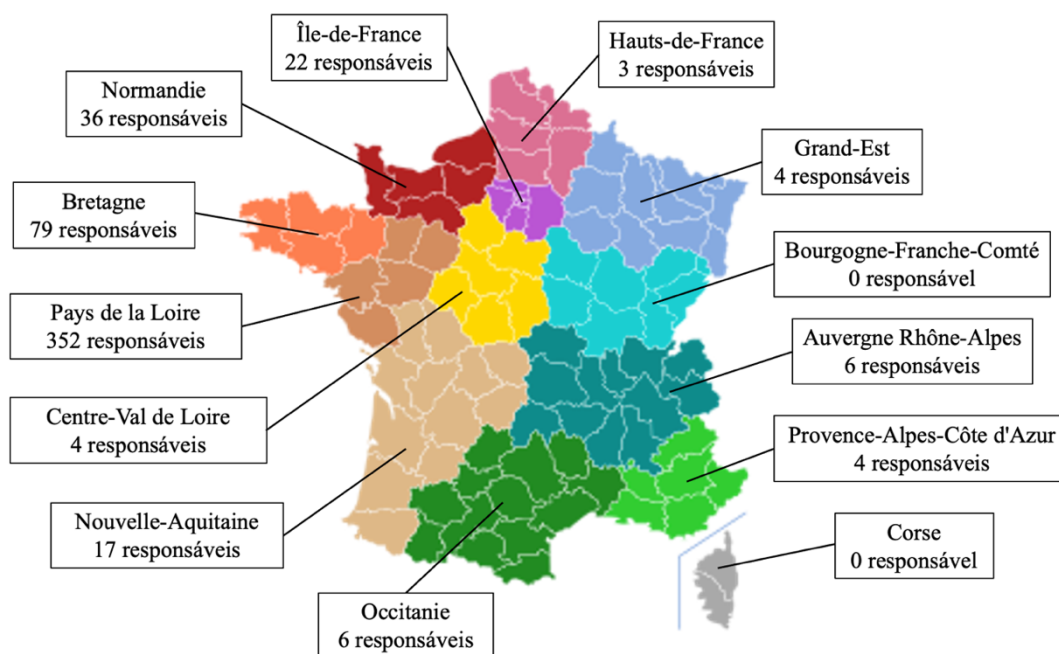 Île-de-France
22 responsáveis
Hauts-de-France
3 responsáveis
Normandie
36 responsáveis
Grand-Est
4 responsáveis
Bretagne
79 responsáveis
Bourgogne-Franche-Comté
0 responsável
Pays de la Loire
352 responsáveis
Auvergne Rhône-Alpes
6 responsáveis
Centre-Val de Loire
4 responsáveis
Provence-Alpes-Côte d'Azur
4 responsáveis
Nouvelle-Aquitaine
17 responsáveis
Corse
0 responsável
Occitanie
6 responsáveis